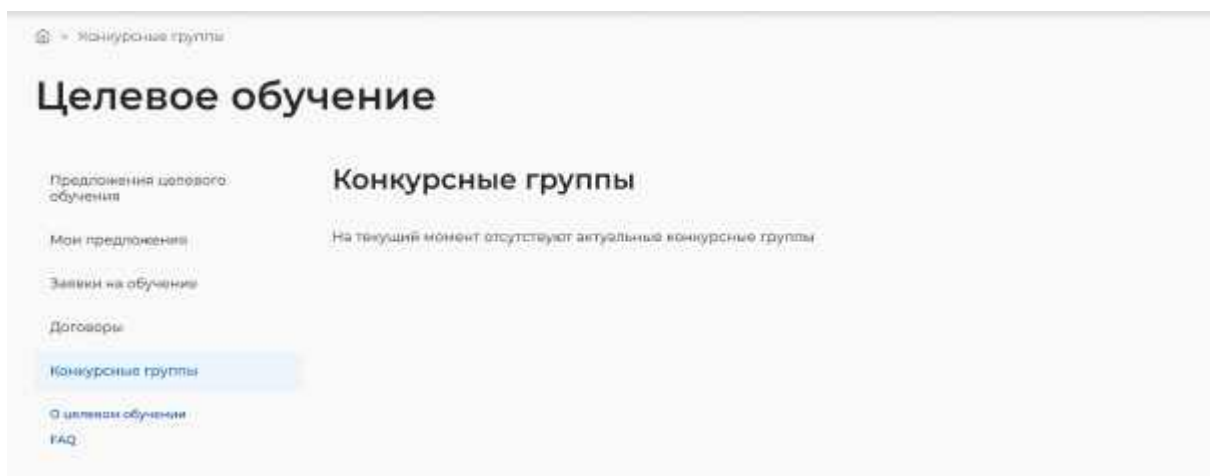 Конкурсные группы
Целевое обучение
Предложения целевого
обучения
Мои предложения
Заявки на обучение
Договоры
Конкурсные группы
О целевом обучении
FAQ
Конкурсные группы
На текущий момент отсутствуют актуальные конкурсные группы